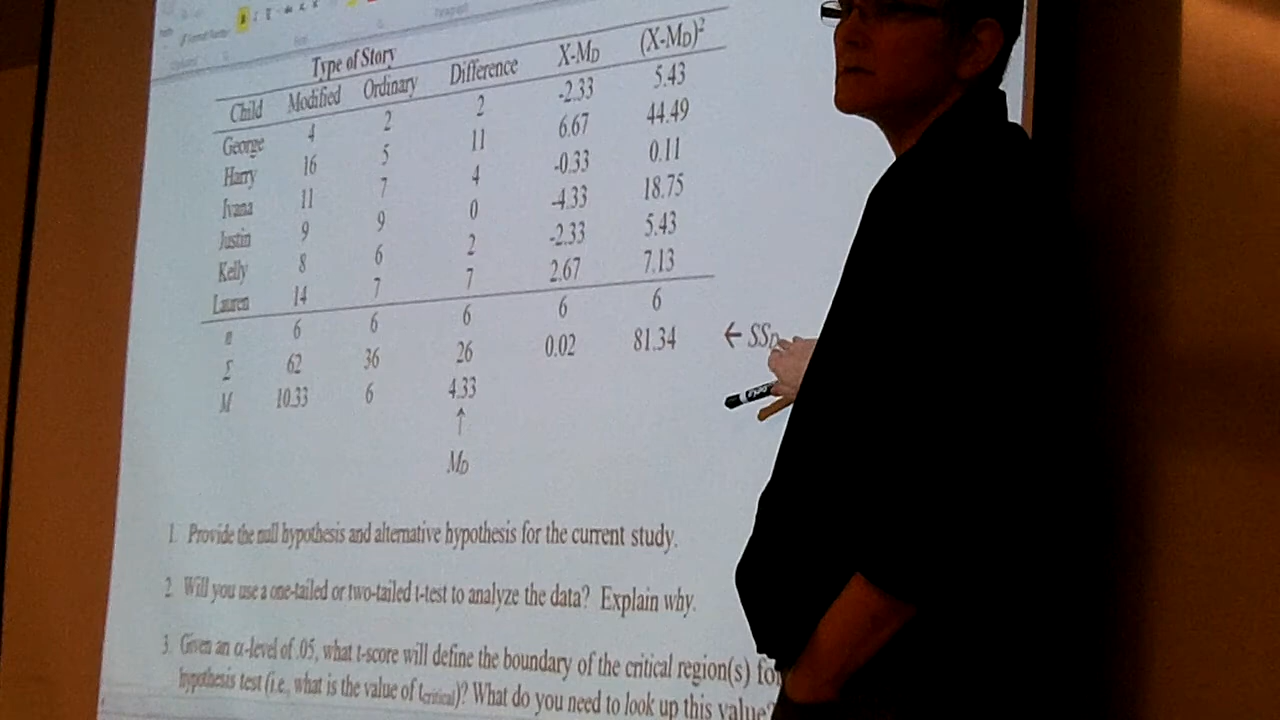 Type of Story
Child Modified Ordinary Difference X-MD (X-MD)²
George 4 2 2 -2.33 5.43
Harry 16 5 11 6.67 44.49
Ivana 11 7 4 -0.33 0.11
Justin 9 9 0 -4.33 18.75
Kelly 8 6 2 -2.33 5.43
Lauren 14 7 7 2.67 7.13
n 6 6 6 6 6
Σ 62 36 26 0.02 81.34 ← SSD
M 10.33 6 4.33
↑
MD
1. Provide the null hypothesis and alternative hypothesis for the current study.
2. Will you use a one-tailed or two-tailed t-test to analyze the data? Explain why.
3. Given an α-level of .05, what t-score will define the boundary of the critical region(s) for
hypothesis test (i.e., what is the value of tcritical)? What do you need to look up this value?